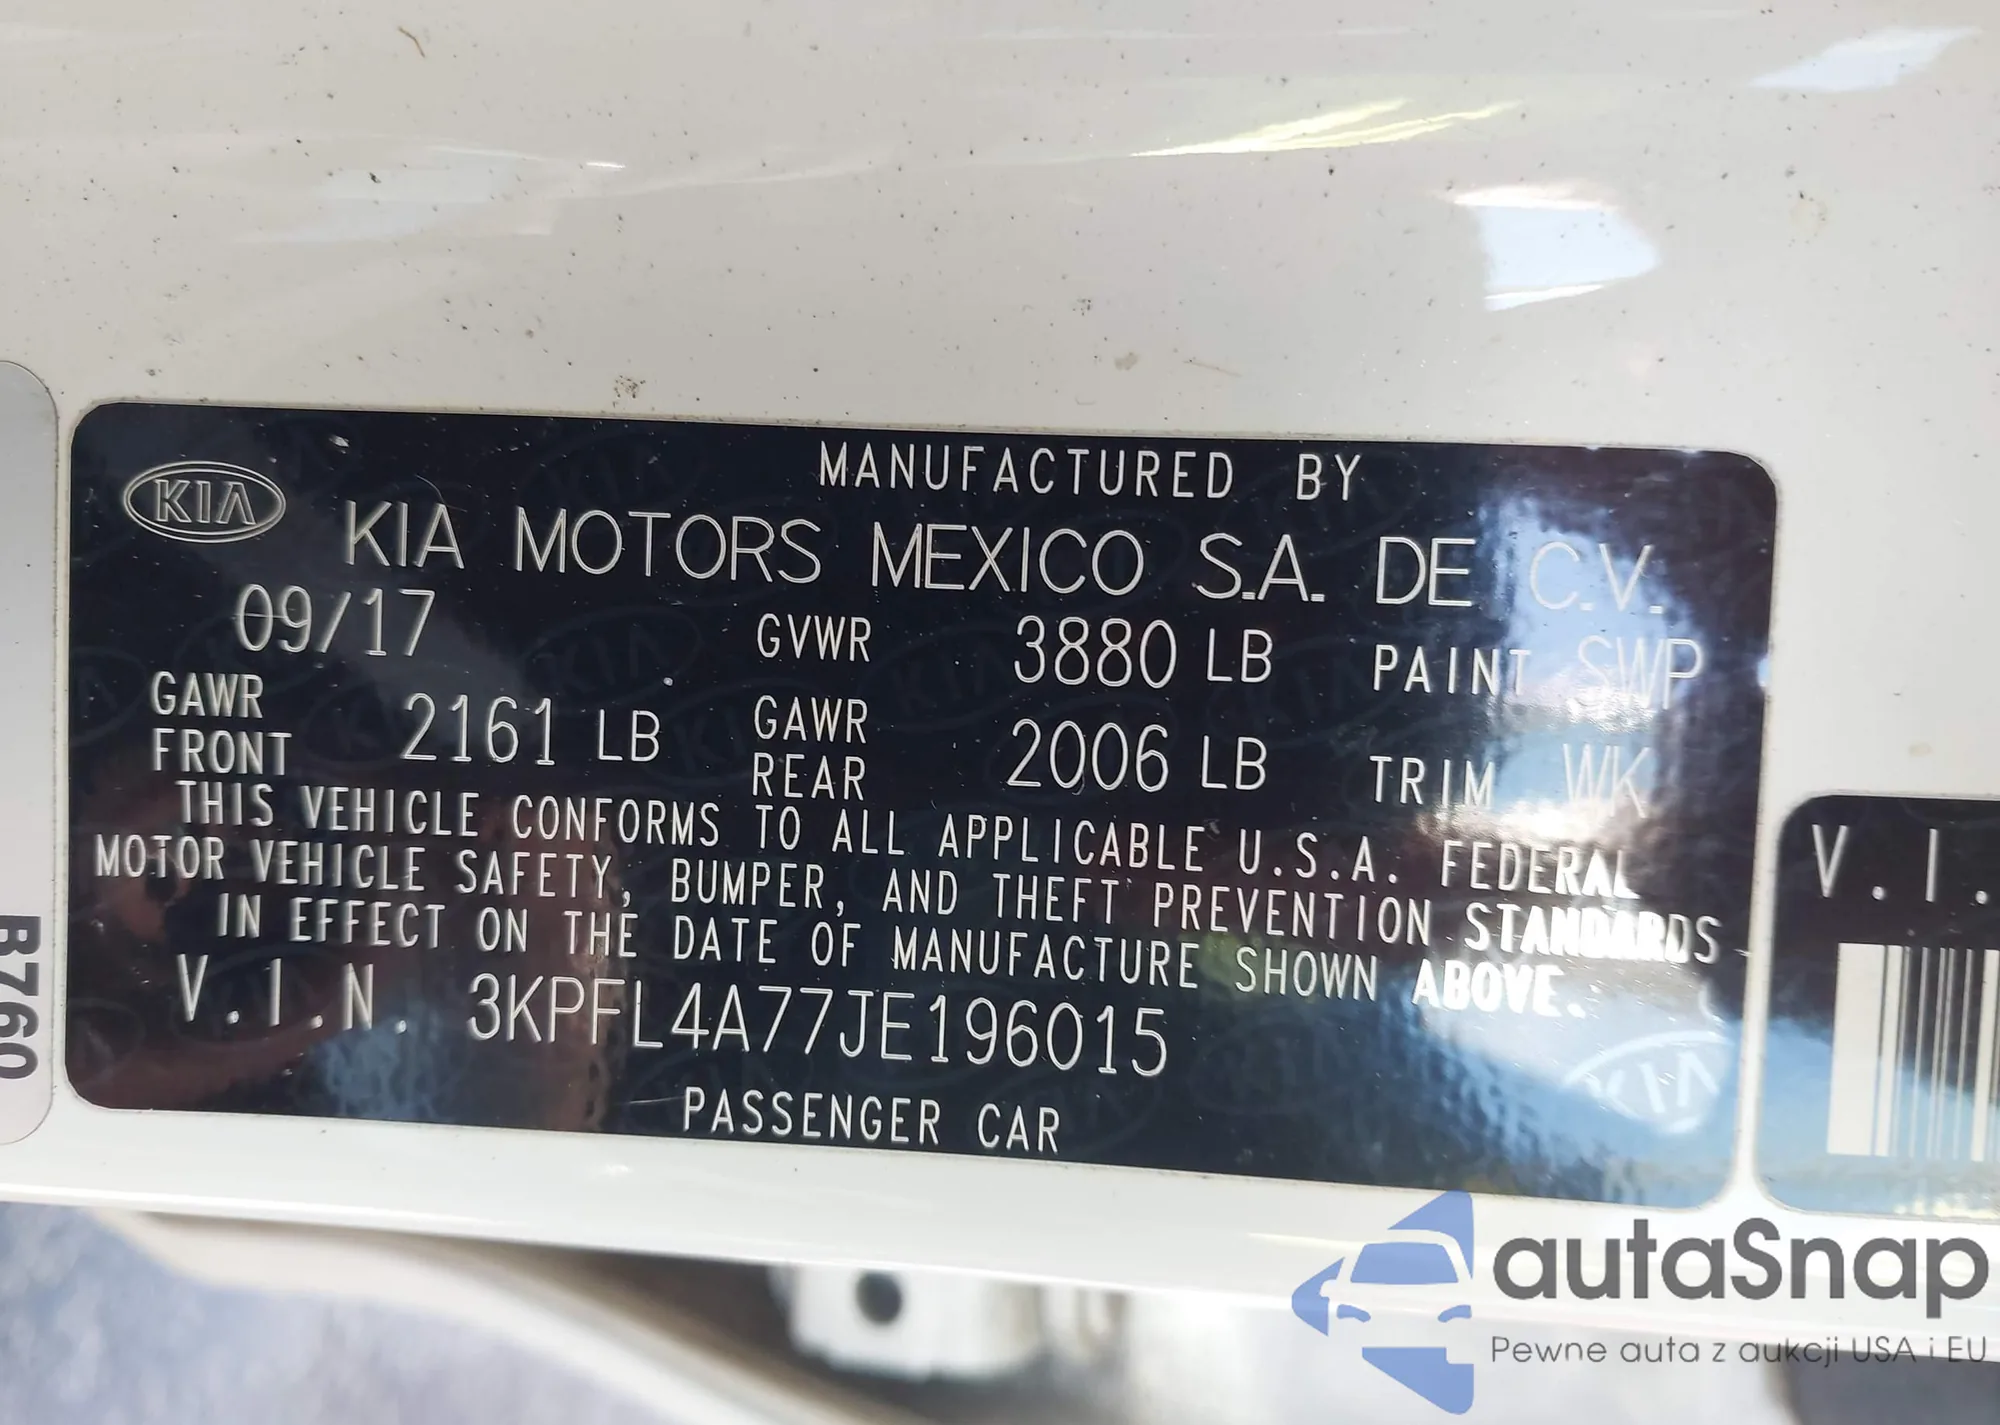 MANUFACTURED BY
KIA KIA MOTORS MEXICO S.A. DE C.V.
09/17 GVWR 3880 LB PAINT SWP
GAWR FRONT 2161 LB GAWR REAR 2006 LB TRIM WK
THIS VEHICLE CONFORMS TO ALL APPLICABLE U.S.A. FEDERAL
MOTOR VEHICLE SAFETY, BUMPER, AND THEFT PREVENTION STANDARDS
IN EFFECT ON THE DATE OF MANUFACTURE SHOWN ABOVE.
V.I.N. 3KPFL4A77JE196015
KIA
PASSENGER CAR
V.I.
B760
autaSnap
Pewne auta z aukcji USA i EU